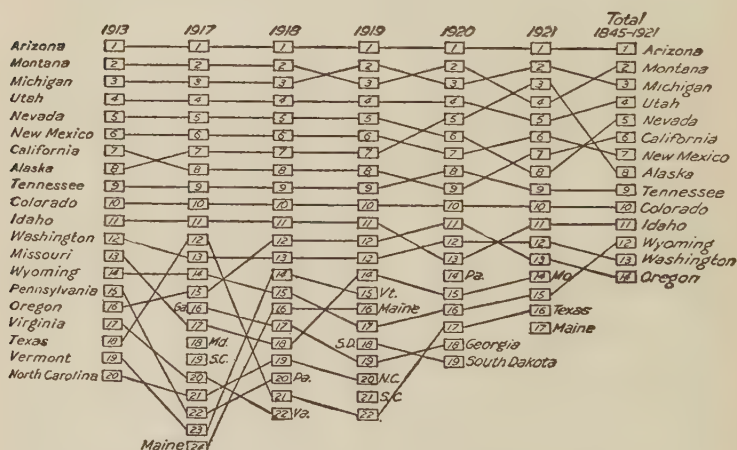 Total
1913 1917 1918 1919 1920 1921 1845-1921
Arizona 1 1 1 1 1 1 1 Arizona
Montana 2 2 2 2 2 2 2 Montana
Michigan 3 3 3 3 3 3 3 Michigan
Utah 4 4 4 4 4 4 4 Utah
Nevada 5 5 5 5 5 5 5 Nevada
New Mexico 6 6 6 6 6 6 6 California
California 7 7 7 7 7 7 7 New Mexico
Alaska 8 8 8 8 8 8 8 Alaska
Tennessee 9 9 9 9 9 9 9 Tennessee
Colorado 10 10 10 10 10 10 10 Colorado
Idaho 11 11 11 11 11 11 11 Idaho
Washington 12 12 12 12 12 12 12 Wyoming
Missouri 13 13 13 13 13 13 13 Washington
Wyoming 14 14 14 14 14 Pa. 14 Mo. 14 Oregon
Pennsylvania 15 15 15 15 Vt. 15 15
Oregon 16 Ga. 16 16 16 Maine 16 16 Texas
Virginia 17 17 17 17 17 17 Maine
Texas 18 18 Md. 18 S.D. 18 18 Georgia
Vermont 19 19 S.C. 19 19 19 South Dakota
North Carolina 20 20 20 Pa. 20 N.C.
21 21 21 S.C.
22 22 Va. 22
23
Maine 24